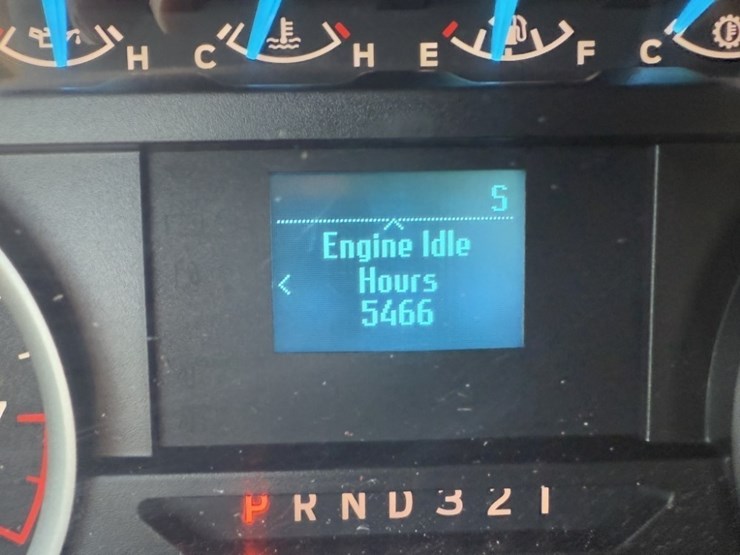 H C H E F C
S
Engine Idle
Hours
5466
P R N D 3 2 1